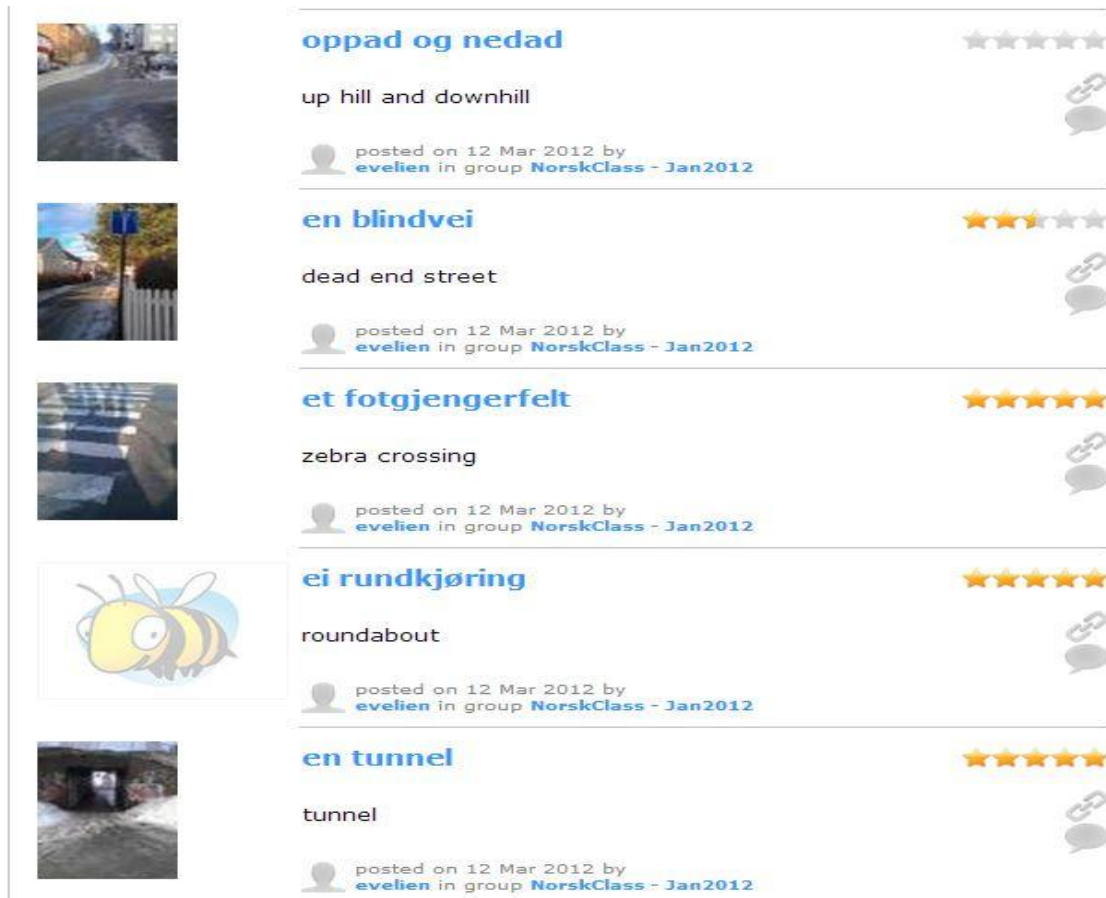 oppad og nedad
up hill and downhill
posted on 12 Mar 2012 by
evelien in group NorskClass - Jan2012
en blindvei
dead end street
posted on 12 Mar 2012 by
evelien in group NorskClass - Jan2012
et fotgjengerfelt
zebra crossing
posted on 12 Mar 2012 by
evelien in group NorskClass - Jan2012
ei rundkjøring
roundabout
posted on 12 Mar 2012 by
evelien in group NorskClass - Jan2012
en tunnel
tunnel
posted on 12 Mar 2012 by
evelien in group NorskClass - Jan2012